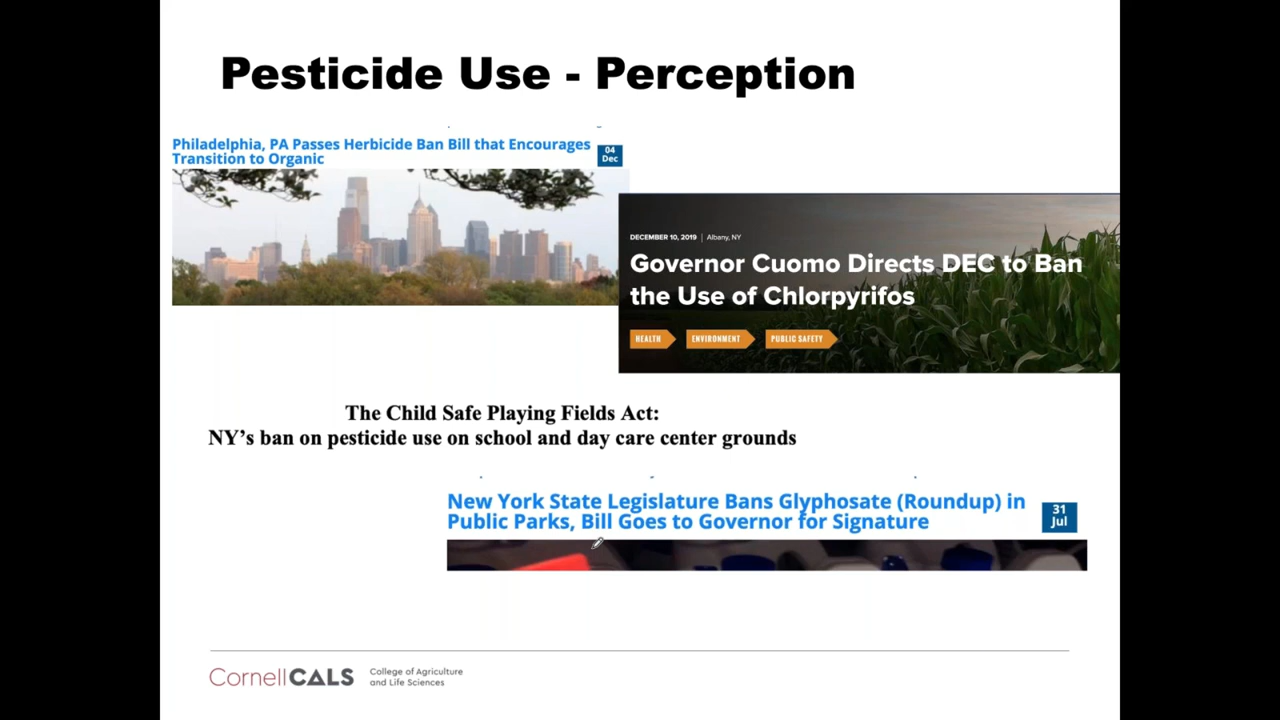 Pesticide Use - Perception
Philadelphia, PA Passes Herbicide Ban Bill that Encourages
Transition to Organic
04
Dec
DECEMBER 10, 2019 | Albany, NY
Governor Cuomo Directs DEC to Ban
the Use of Chlorpyrifos
HEALTH
ENVIRONMENT
PUBLIC SAFETY
The Child Safe Playing Fields Act:
NY’s ban on pesticide use on school and day care center grounds
New York State Legislature Bans Glyphosate (Roundup) in
Public Parks, Bill Goes to Governor for Signature
31
Jul
CornellCALS
College of Agriculture
and Life Sciences